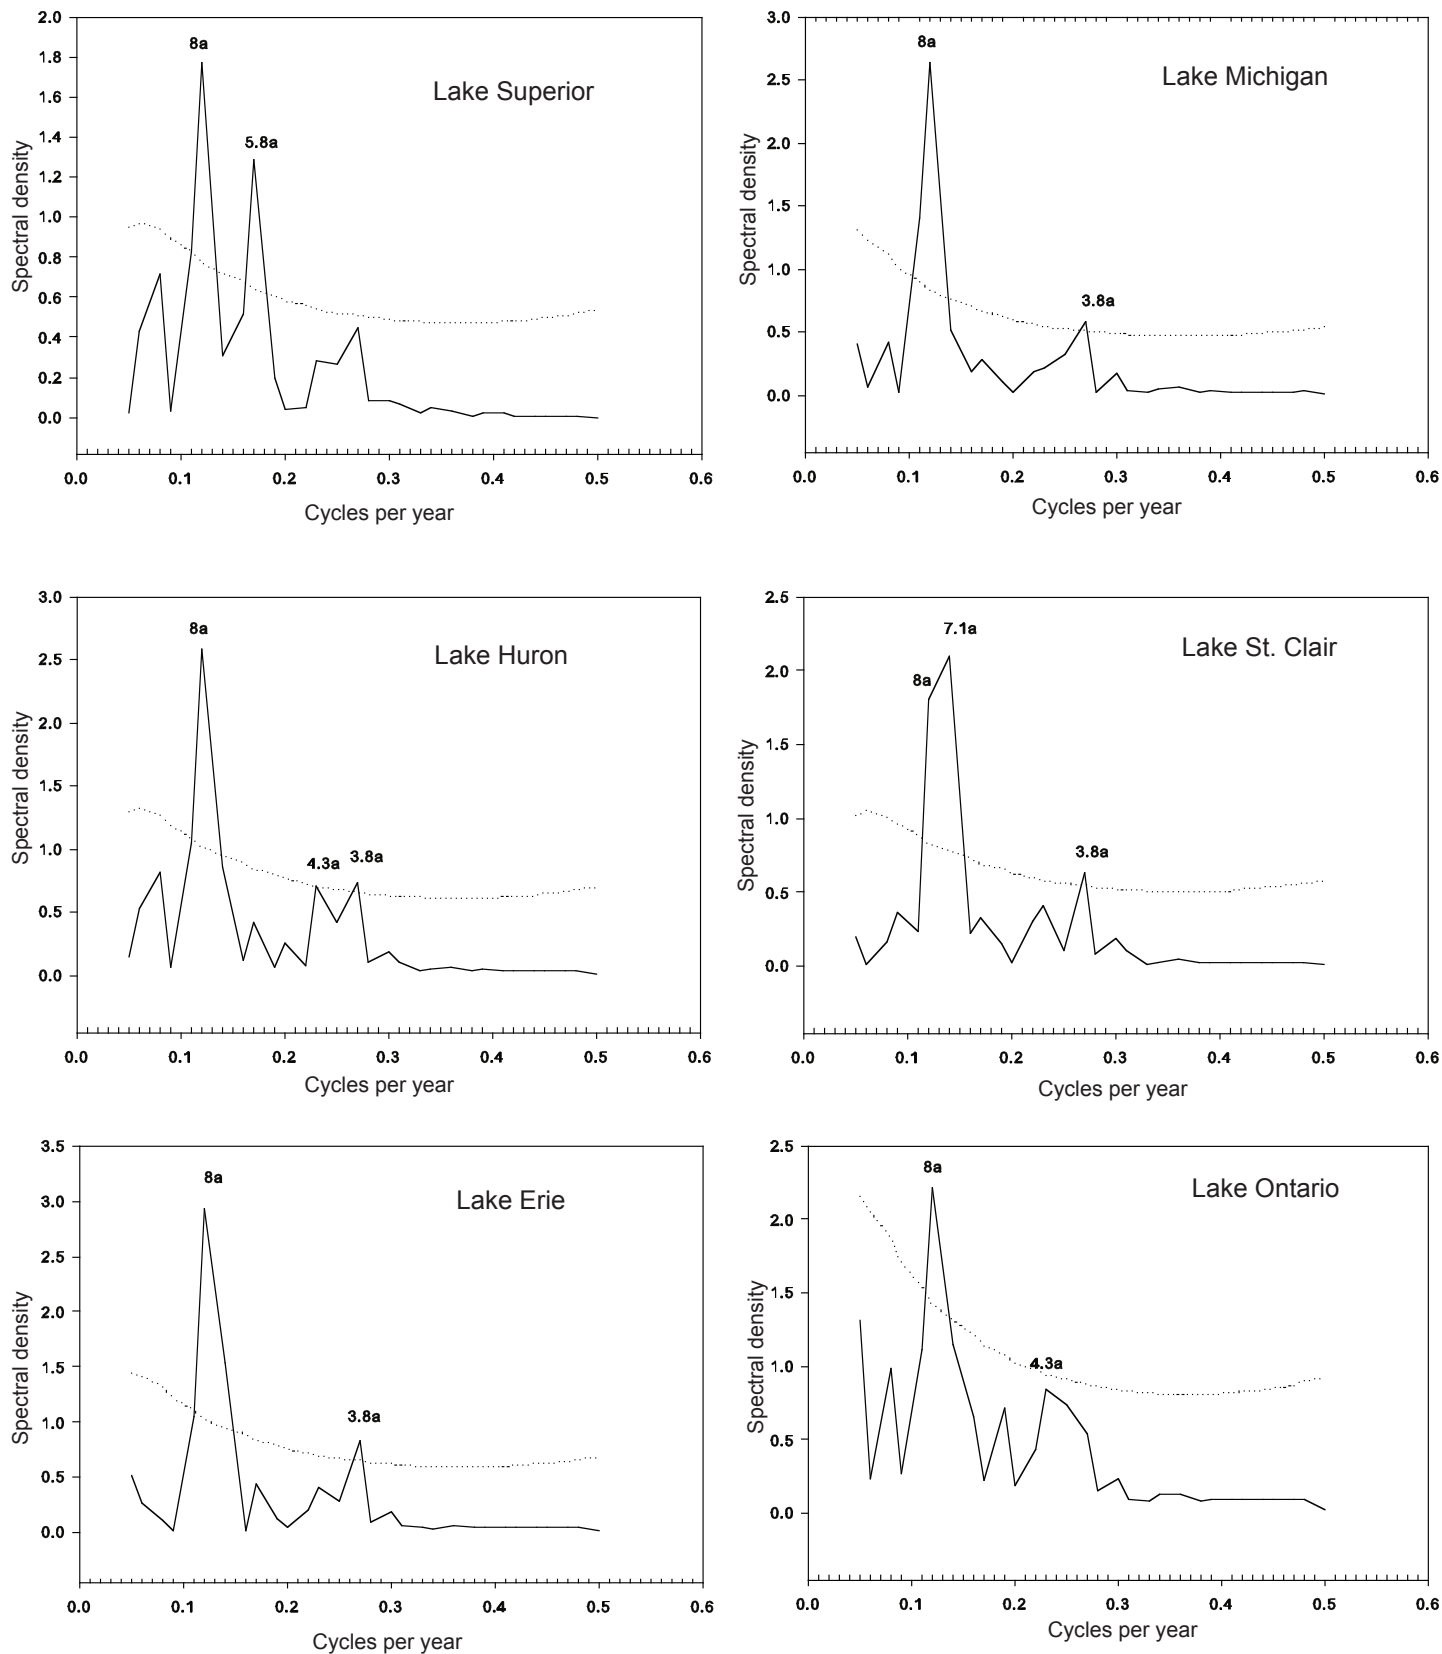 2.0
1.8
1.6
1.4
1.2
1.0
0.8
0.6
0.4
0.2
0.0
Spectral density
8a
5.8a
Lake Superior
0.0 0.1 0.2 0.3 0.4 0.5 0.6
Cycles per year
3.0
2.5
2.0
1.5
1.0
0.5
0.0
Spectral density
8a
3.8a
Lake Michigan
0.0 0.1 0.2 0.3 0.4 0.5 0.6
Cycles per year
3.0
2.5
2.0
1.5
1.0
0.5
0.0
Spectral density
8a
4.3a 3.8a
Lake Huron
0.0 0.1 0.2 0.3 0.4 0.5 0.6
Cycles per year
2.5
2.0
1.5
1.0
0.5
0.0
Spectral density
7.1a
8a
3.8a
Lake St. Clair
0.0 0.1 0.2 0.3 0.4 0.5 0.6
Cycles per year
3.5
3.0
2.5
2.0
1.5
1.0
0.5
0.0
Spectral density
8a
3.8a
Lake Erie
0.0 0.1 0.2 0.3 0.4 0.5 0.6
Cycles per year
2.5
2.0
1.5
1.0
0.5
0.0
Spectral density
8a
4.3a
Lake Ontario
0.0 0.1 0.2 0.3 0.4 0.5 0.6
Cycles per year